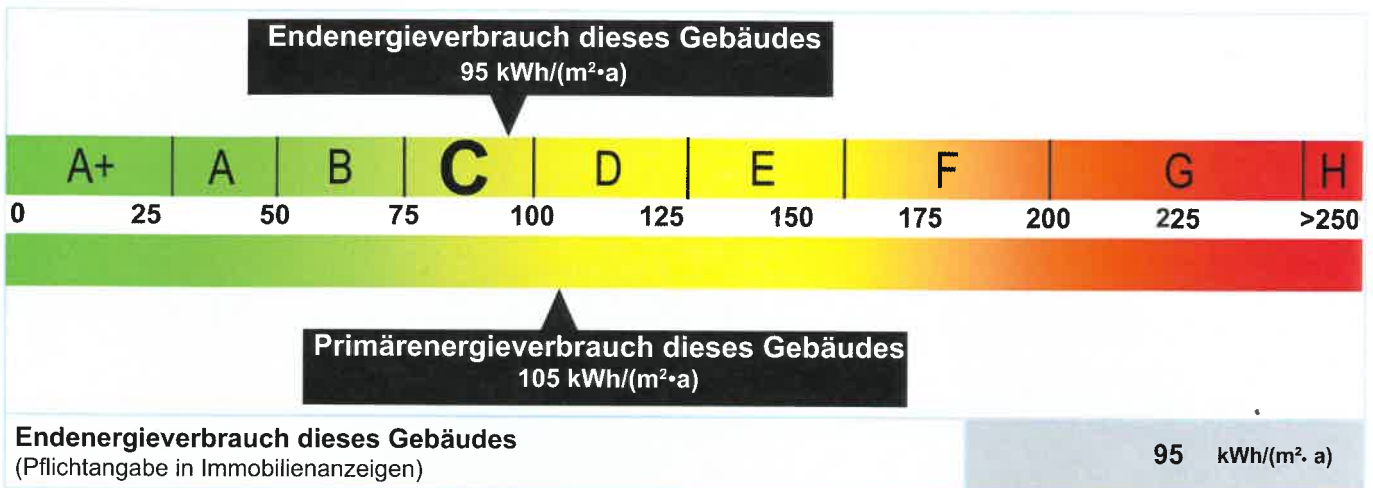 Endenergieverbrauch dieses Gebäudes
95 kWh/(m²•a)
A+ A B C D E F G H
0 25 50 75 100 125 150 175 200 225 >250
Primärenergieverbrauch dieses Gebäudes
105 kWh/(m²•a)
Endenergieverbrauch dieses Gebäudes
(Pflichtangabe in Immobilienanzeigen)
95 kWh/(m²· a)